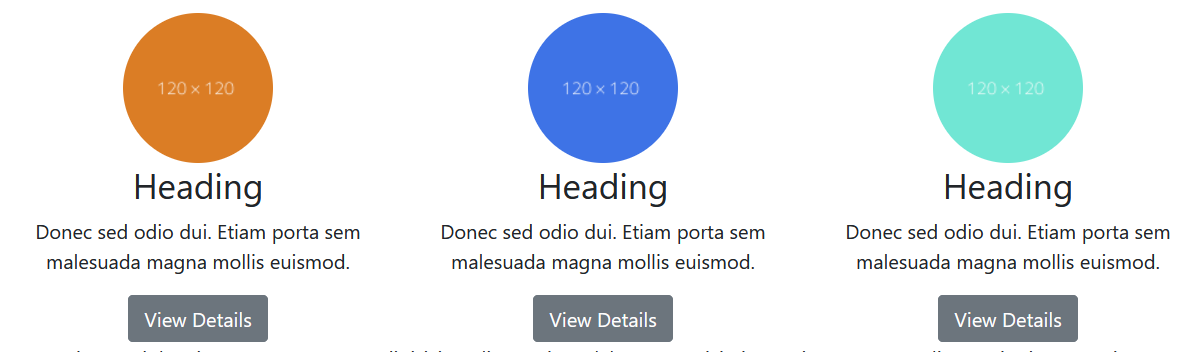 120 × 120
120 × 120
120 × 120
Heading
Heading
Heading
Donec sed odio dui. Etiam porta sem
malesuada magna mollis euismod.
Donec sed odio dui. Etiam porta sem
malesuada magna mollis euismod.
Donec sed odio dui. Etiam porta sem
malesuada magna mollis euismod.
View Details
View Details
View Details